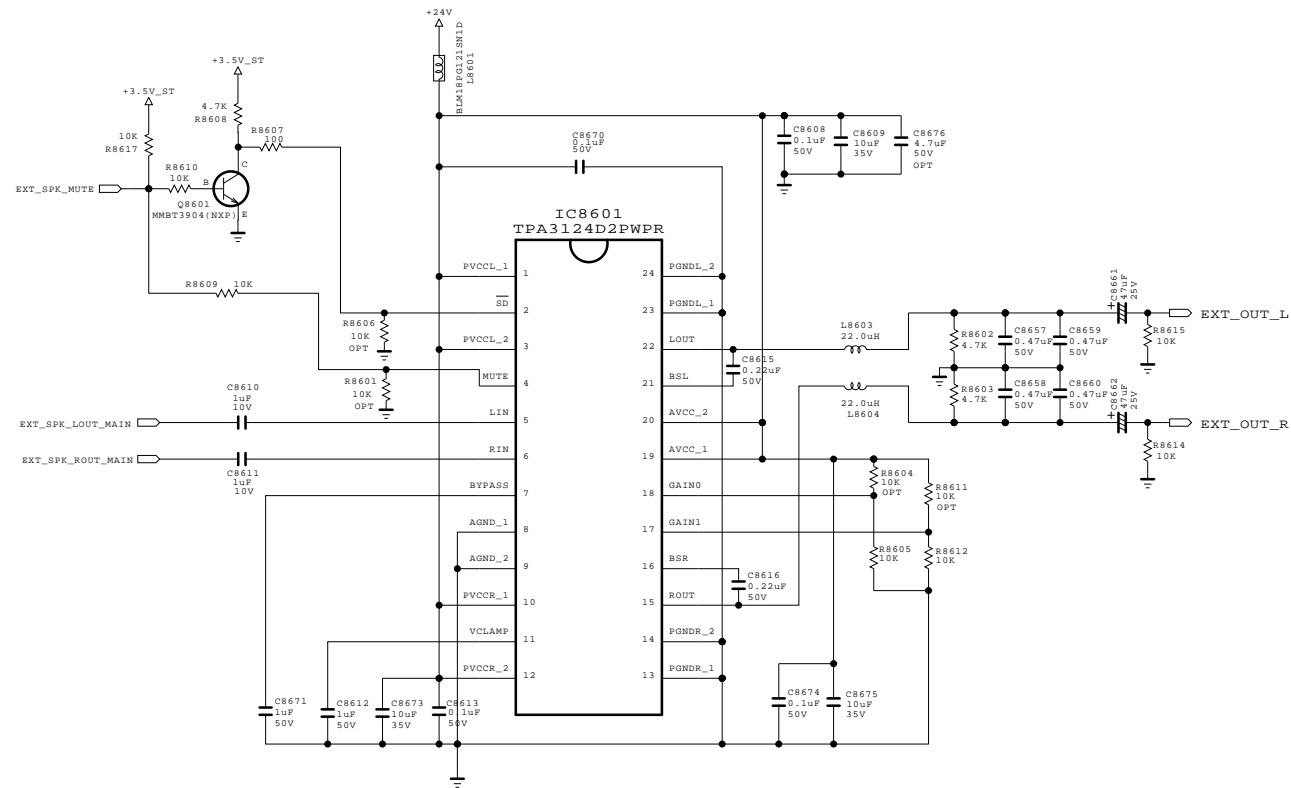 +24V
BLM18PG121SN1D
L8601
+3.5V_ST
+3.5V_ST
4.7K
R8608
R8607
100
10K
R8617
R8610
10K
B
C
E
EXT_SPK_MUTE
Q8601
MMBT3904(NXP)
C8670
0.1uF
50V
C8608
0.1uF
50V
C8609
10uF
35V
C8676
4.7uF
50V
OPT
IC8601
TPA3124D2PWPR
R8609 10K
R8606
10K
OPT
R8601
10K
OPT
C8610
1uF
10V
EXT_SPK_LOUT_MAIN
EXT_SPK_ROUT_MAIN
C8611
1uF
10V
PVCCL_1 1
SD 2
PVCCL_2 3
MUTE 4
LIN 5
RIN 6
BYPASS 7
AGND_1 8
AGND_2 9
PVCCR_1 10
VCLAMP 11
PVCCR_2 12
24 PGNDL_2
23 PGNDL_1
22 LOUT
21 BSL
20 AVCC_2
19 AVCC_1
18 GAIN0
17 GAIN1
16 BSR
15 ROUT
14 PGNDR_2
13 PGNDR_1
C8615
0.22uF
50V
L8603
22.0uH
22.0uH
L8604
R8602
4.7K
C8657
0.47uF
50V
C8659
0.47uF
50V
R8603
4.7K
C8658
0.47uF
50V
C8660
0.47uF
50V
C8661
47uF
25V
+
C8662
47uF
25V
+
R8615
10K
EXT_OUT_L
EXT_OUT_R
R8614
10K
R8604
10K
OPT
R8611
10K
OPT
R8605
10K
R8612
10K
C8616
0.22uF
50V
C8671
1uF
50V
C8612
1uF
50V
C8673
10uF
35V
C8613
0.1uF
50V
C8674
0.1uF
50V
C8675
10uF
35V